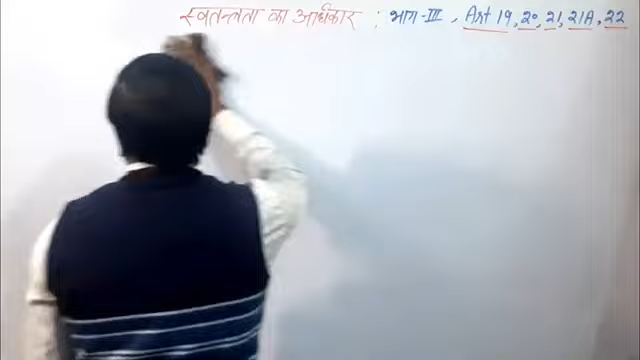 स्वतन्त्रता का अधिकार : भाग-III, Art 19, 20, 21, 21A, 22